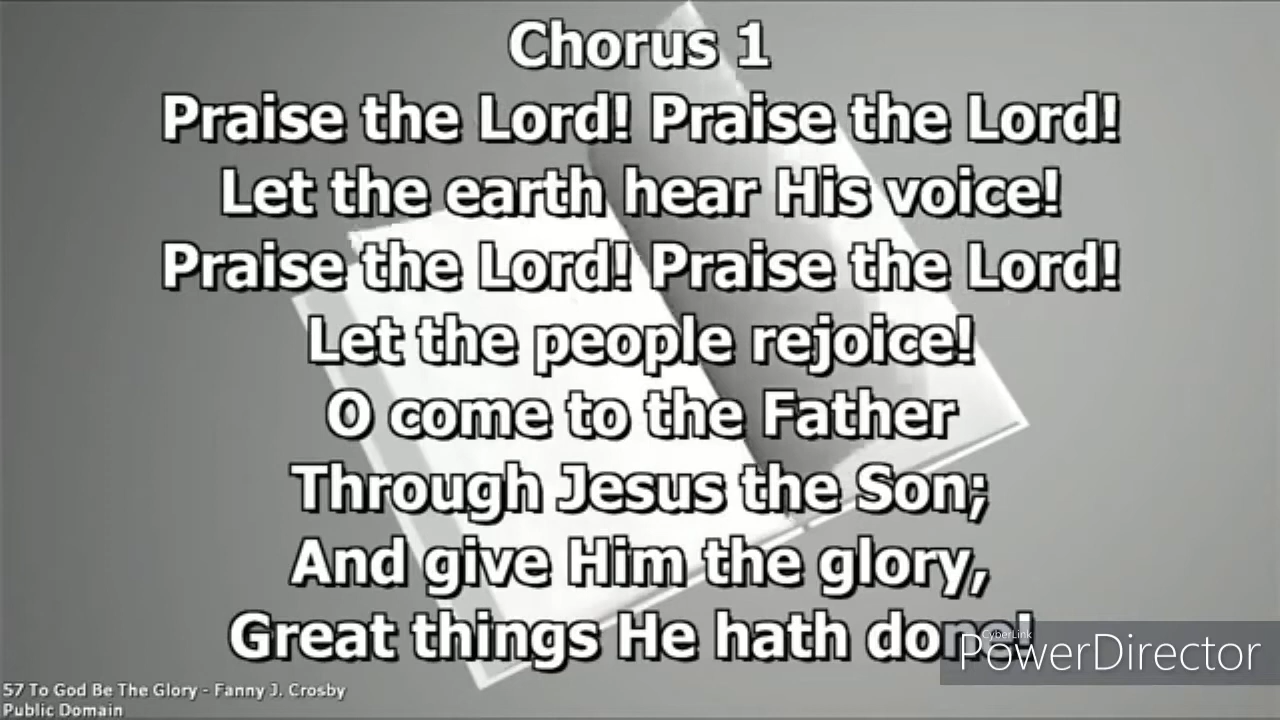 Chorus 1
Praise the Lord! Praise the Lord!
Let the earth hear His voice!
Praise the Lord! Praise the Lord!
Let the people rejoice!
O come to the Father
Through Jesus the Son;
And give Him the glory,
Great things He hath done!
CyberLink
PowerDirector
57 To God Be The Glory - Fanny J. Crosby
Public Domain